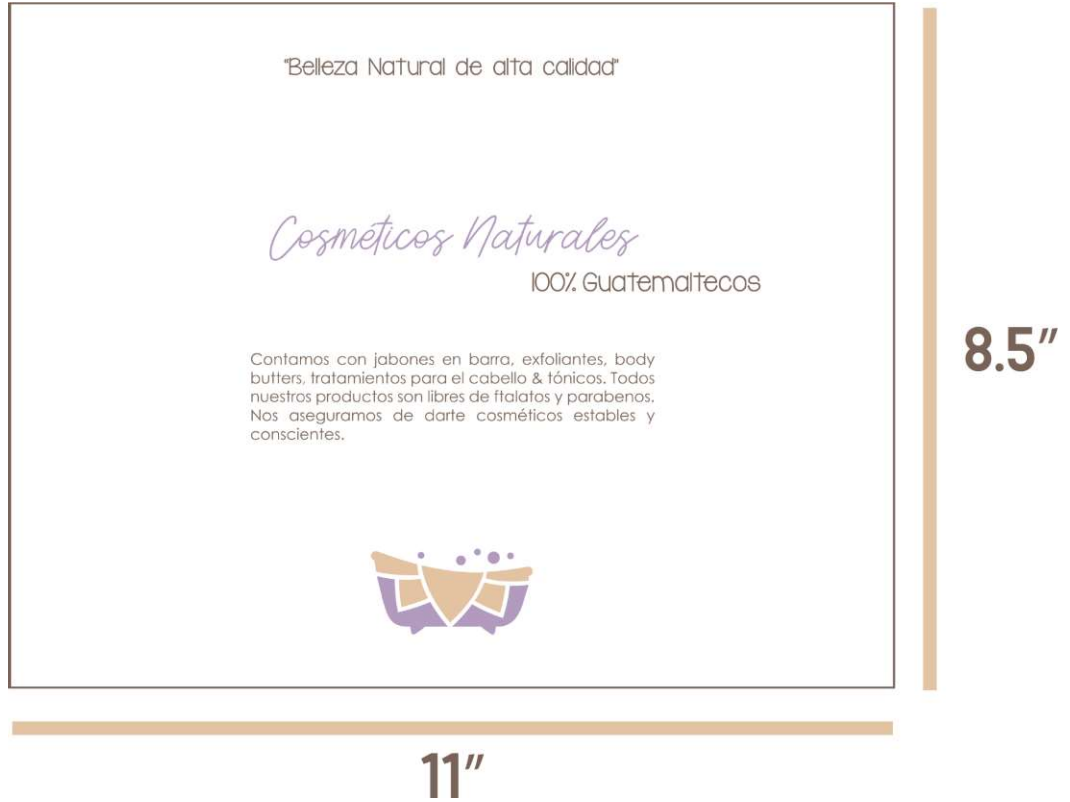 "Belleza Natural de alta calidad"
Cosméticos Naturales
100% Guatemaltecos
Contamos con jabones en barra, exfoliantes, body
butters, tratamientos para el cabello & tónicos. Todos
nuestros productos son libres de ftalatos y parabenos.
Nos aseguramos de darte cosméticos estables y
conscientes.
8.5"
11"